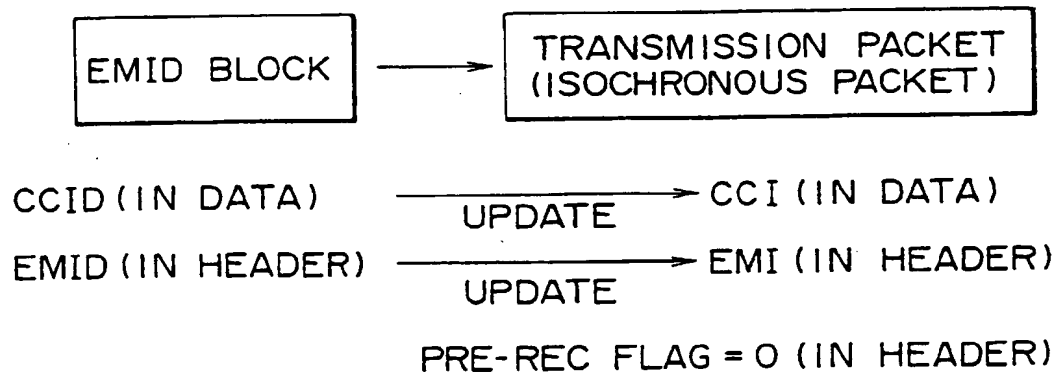 EMID BLOCK
TRANSMISSION PACKET
(ISOCHRONOUS PACKET)
CCID (IN DATA)
UPDATE
CCI (IN DATA)
EMID (IN HEADER)
UPDATE
EMI (IN HEADER)
PRE-REC FLAG = 0 (IN HEADER)